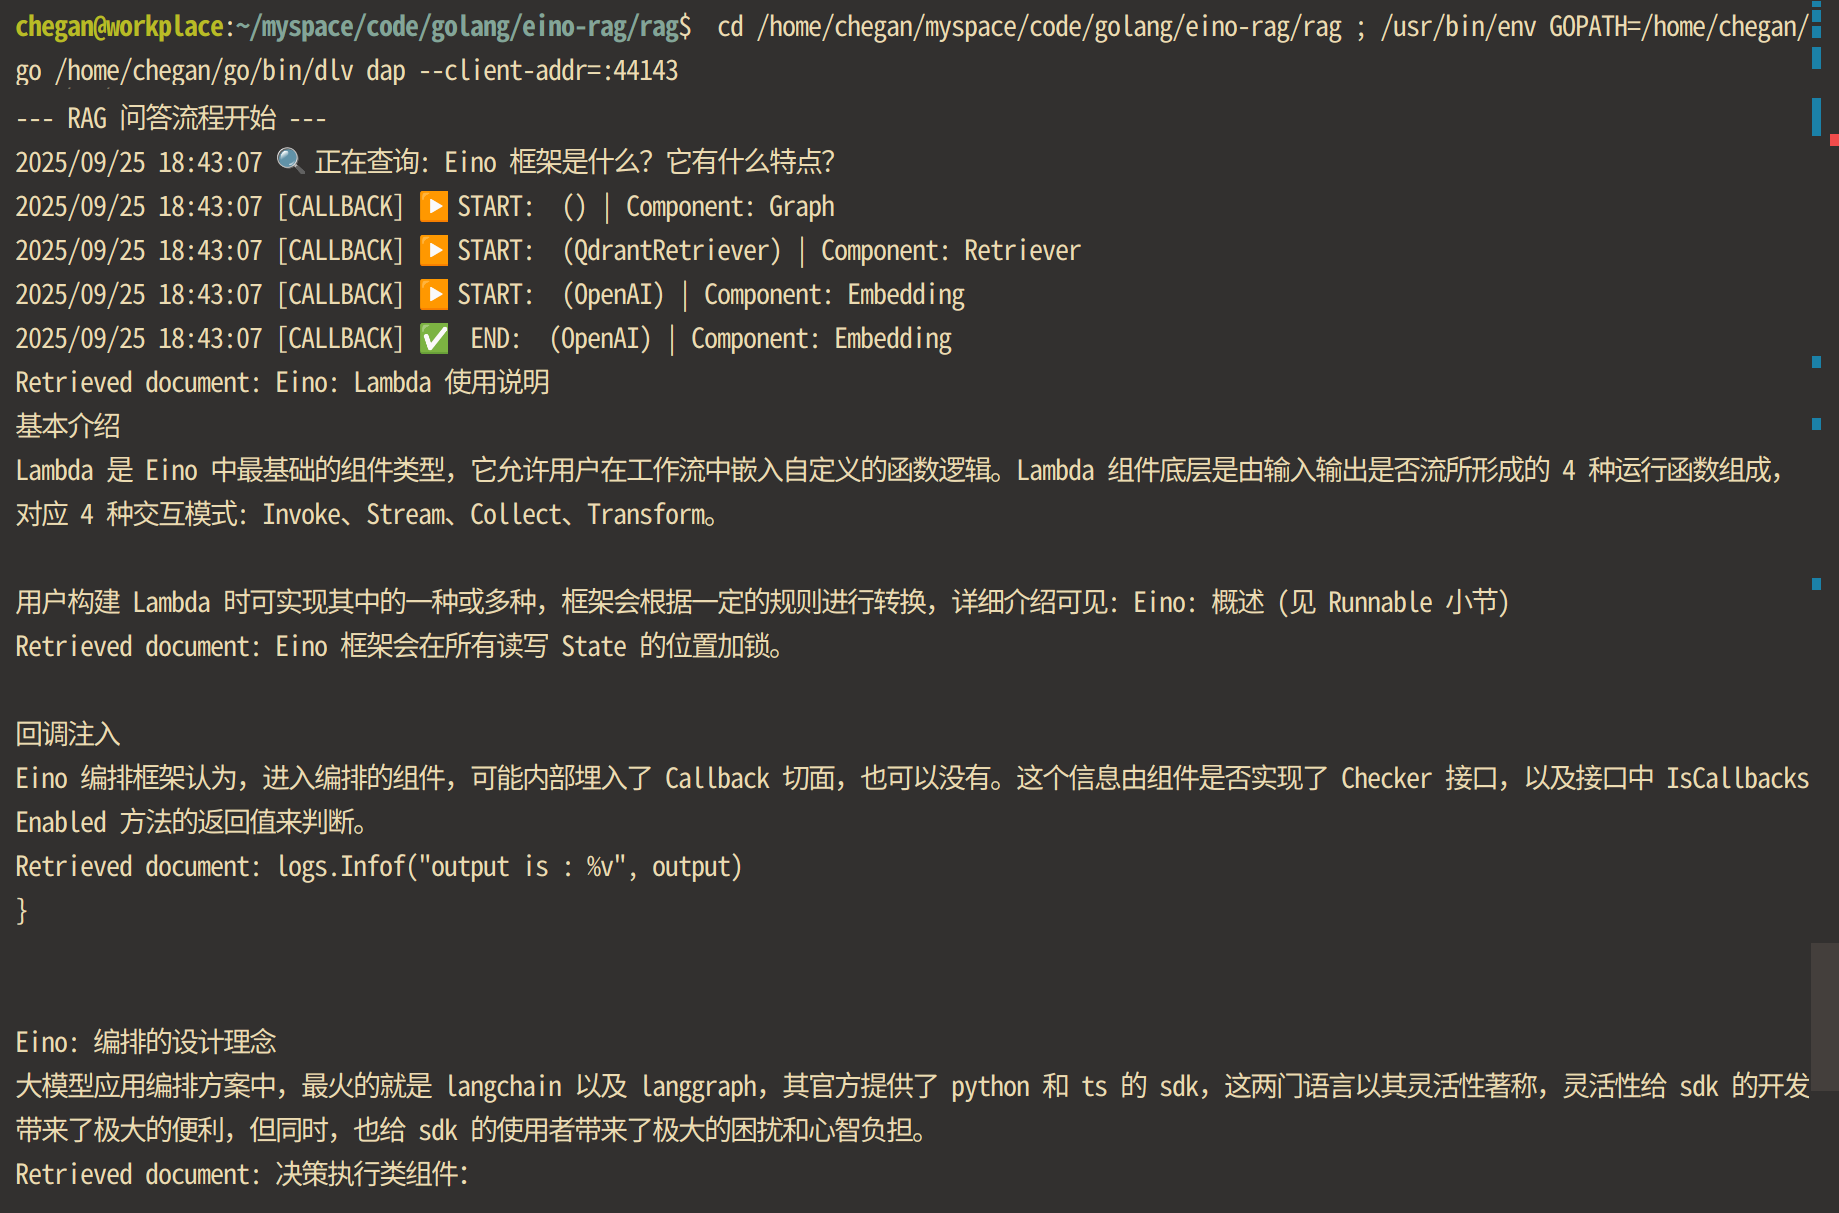 chegan@workplace:~/myspace/code/golang/eino-rag/rag$  cd /home/chegan/myspace/code/golang/eino-rag/rag ; /usr/bin/env GOPATH=/home/chegan/
go /home/chegan/go/bin/dlv dap --client-addr=:44143
--- RAG 问答流程开始 ---
2025/09/25 18:43:07 🔍 正在查询: Eino 框架是什么？它有什么特点？
2025/09/25 18:43:07 [CALLBACK] ▶️ START:  () | Component: Graph
2025/09/25 18:43:07 [CALLBACK] ▶️ START:  (QdrantRetriever) | Component: Retriever
2025/09/25 18:43:07 [CALLBACK] ▶️ START:  (OpenAI) | Component: Embedding
2025/09/25 18:43:07 [CALLBACK] ✅  END:  (OpenAI) | Component: Embedding
Retrieved document: Eino: Lambda 使用说明
基本介绍
Lambda 是 Eino 中最基础的组件类型，它允许用户在工作流中嵌入自定义的函数逻辑。Lambda 组件底层是由输入输出是否流所形成的 4 种运行函数组成，
对应 4 种交互模式: Invoke、Stream、Collect、Transform。
用户构建 Lambda 时可实现其中的一种或多种，框架会根据一定的规则进行转换，详细介绍可见: Eino: 概述 (见 Runnable 小节)
Retrieved document: Eino 框架会在所有读写 State 的位置加锁。
回调注入
Eino 编排框架认为，进入编排的组件，可能内部埋入了 Callback 切面，也可以没有。这个信息由组件是否实现了 Checker 接口，以及接口中 IsCallbacks
Enabled 方法的返回值来判断。
Retrieved document: logs.Infof("output is : %v", output)
}
Eino: 编排的设计理念
大模型应用编排方案中，最火的就是 langchain 以及 langgraph，其官方提供了 python 和 ts 的 sdk，这两门语言以其灵活性著称，灵活性给 sdk 的开发
带来了极大的便利，但同时，也给 sdk 的使用者带来了极大的困扰和心智负担。
Retrieved document: 决策执行类组件: